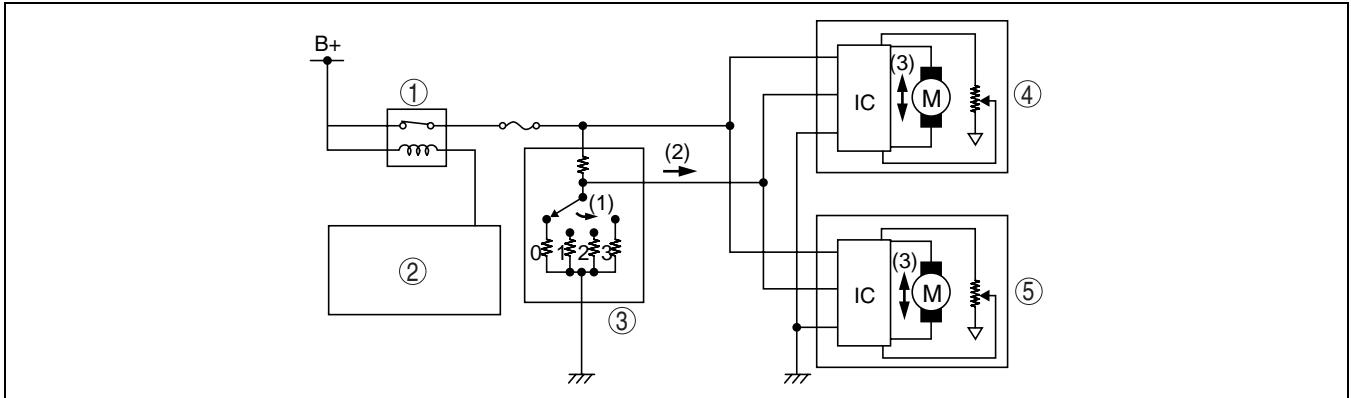 B+
①
(3)
IC
M
④
(2)
(1)
0 1 2 3
②
③
(3)
IC
M
⑤